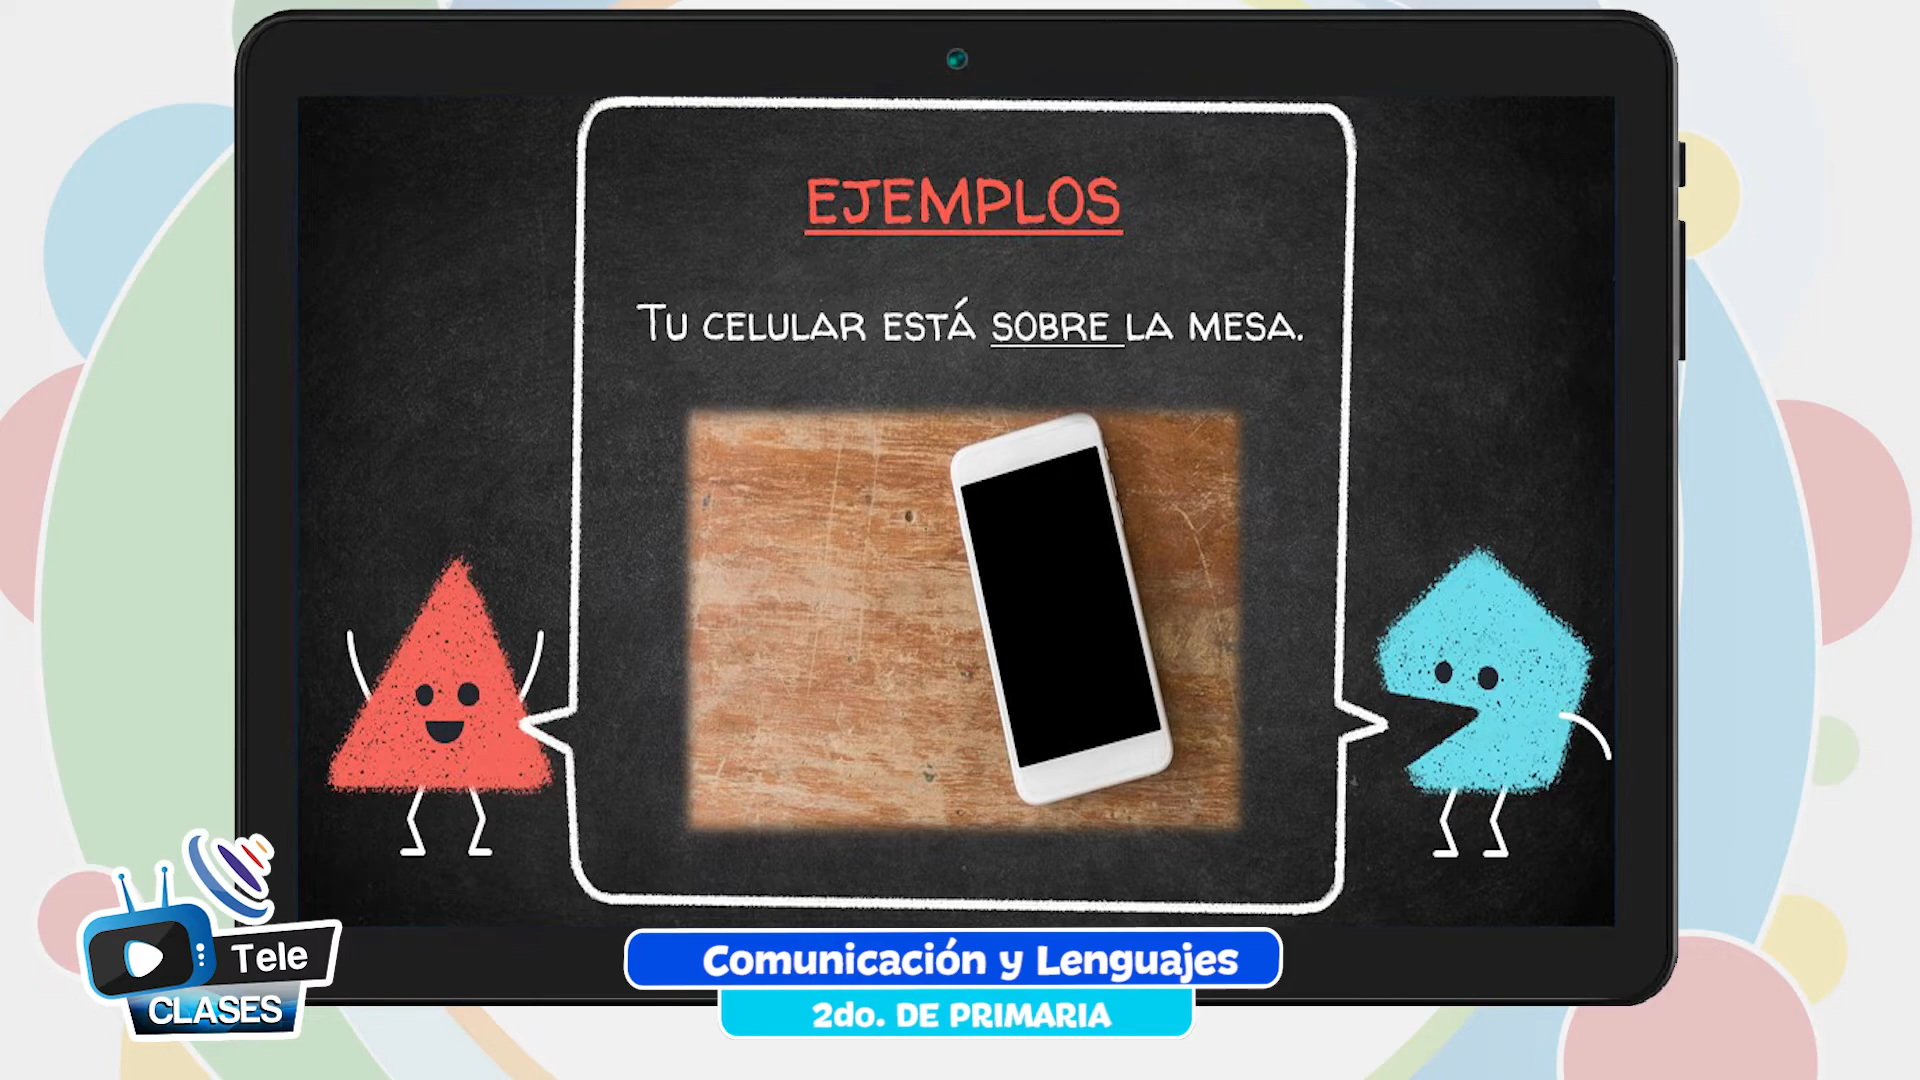 EJEMPLOS
TU CELULAR ESTÁ SOBRE LA MESA.
Tele
CLASES
Comunicación y Lenguajes
2do. DE PRIMARIA